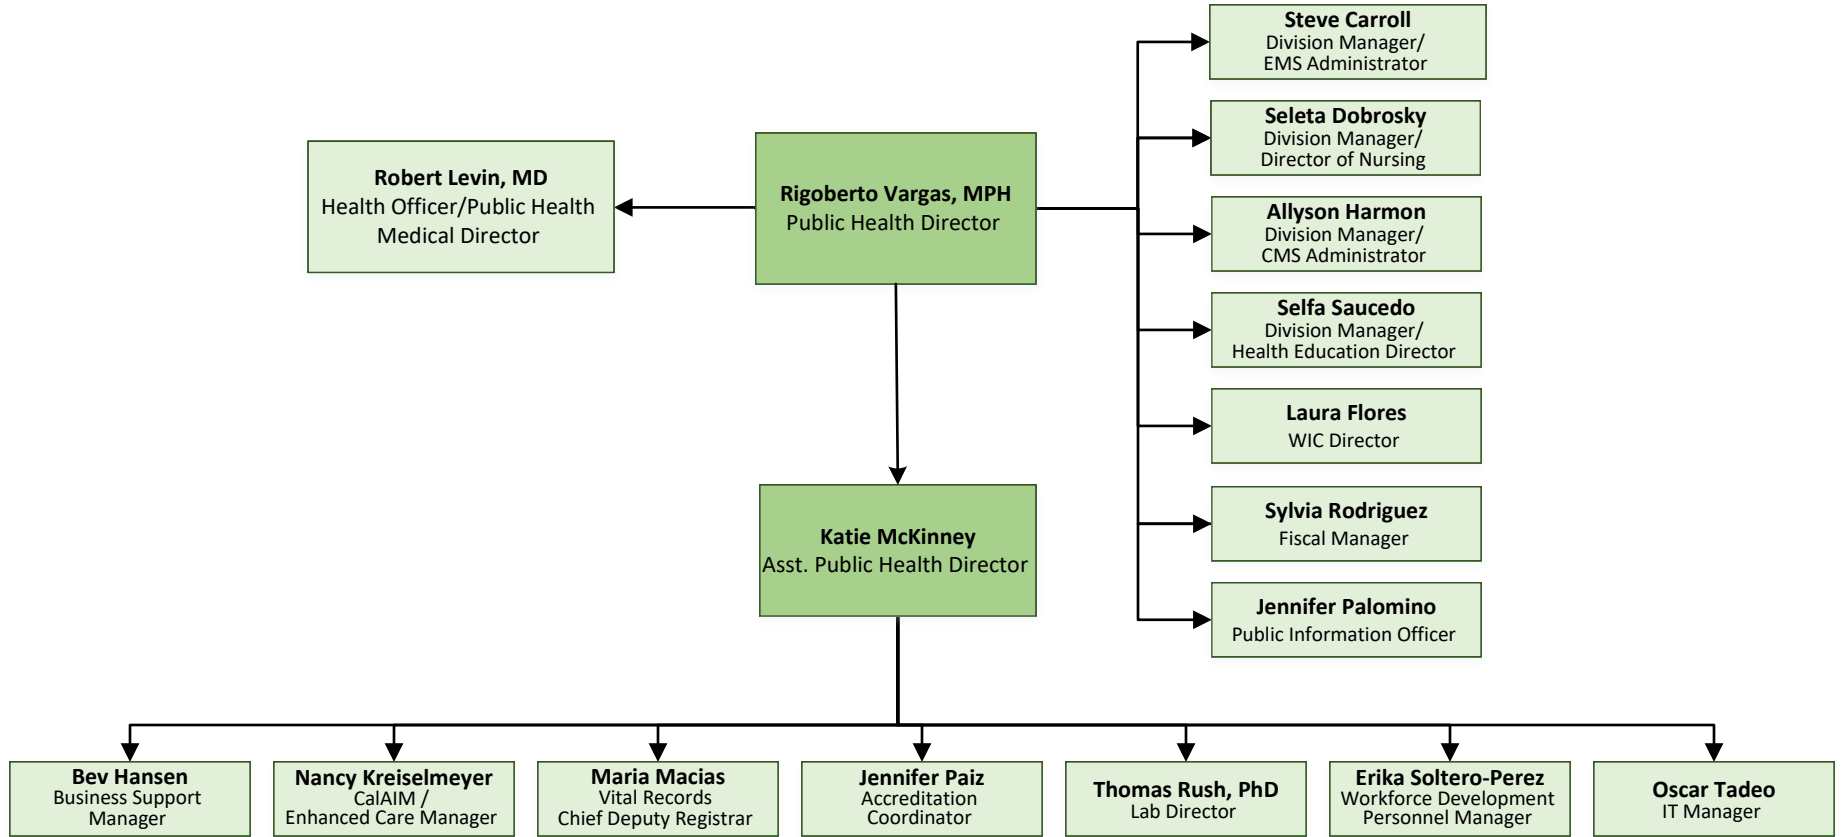 Steve Carroll
Division Manager/
EMS Administrator
Seleta Dobrosky
Division Manager/
Director of Nursing
Robert Levin, MD
Health Officer/Public Health
Medical Director
Rigoberto Vargas, MPH
Public Health Director
Allyson Harmon
Division Manager/
CMS Administrator
Selfa Saucedo
Division Manager/
Health Education Director
Laura Flores
WIC Director
Katie McKinney
Asst. Public Health Director
Sylvia Rodriguez
Fiscal Manager
Jennifer Palomino
Public Information Officer
Bev Hansen
Business Support
Manager
Nancy Kreiselmeyer
CalAIM /
Enhanced Care Manager
Maria Macias
Vital Records
Chief Deputy Registrar
Jennifer Paiz
Accreditation
Coordinator
Thomas Rush, PhD
Lab Director
Erika Soltero-Perez
Workforce Development
Personnel Manager
Oscar Tadeo
IT Manager